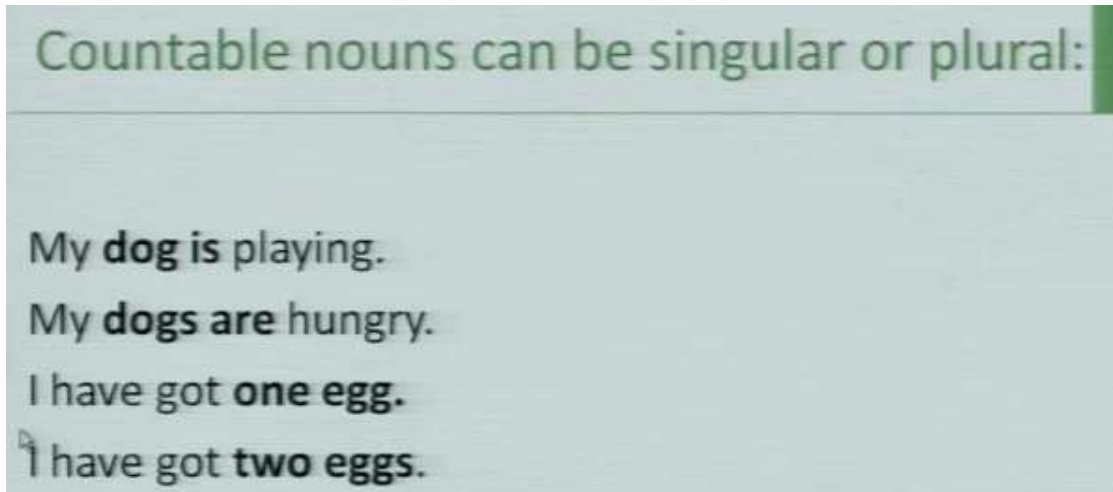 Countable nouns can be singular or plural:
My dog is playing.
My dogs are hungry.
I have got one egg.
I have got two eggs.